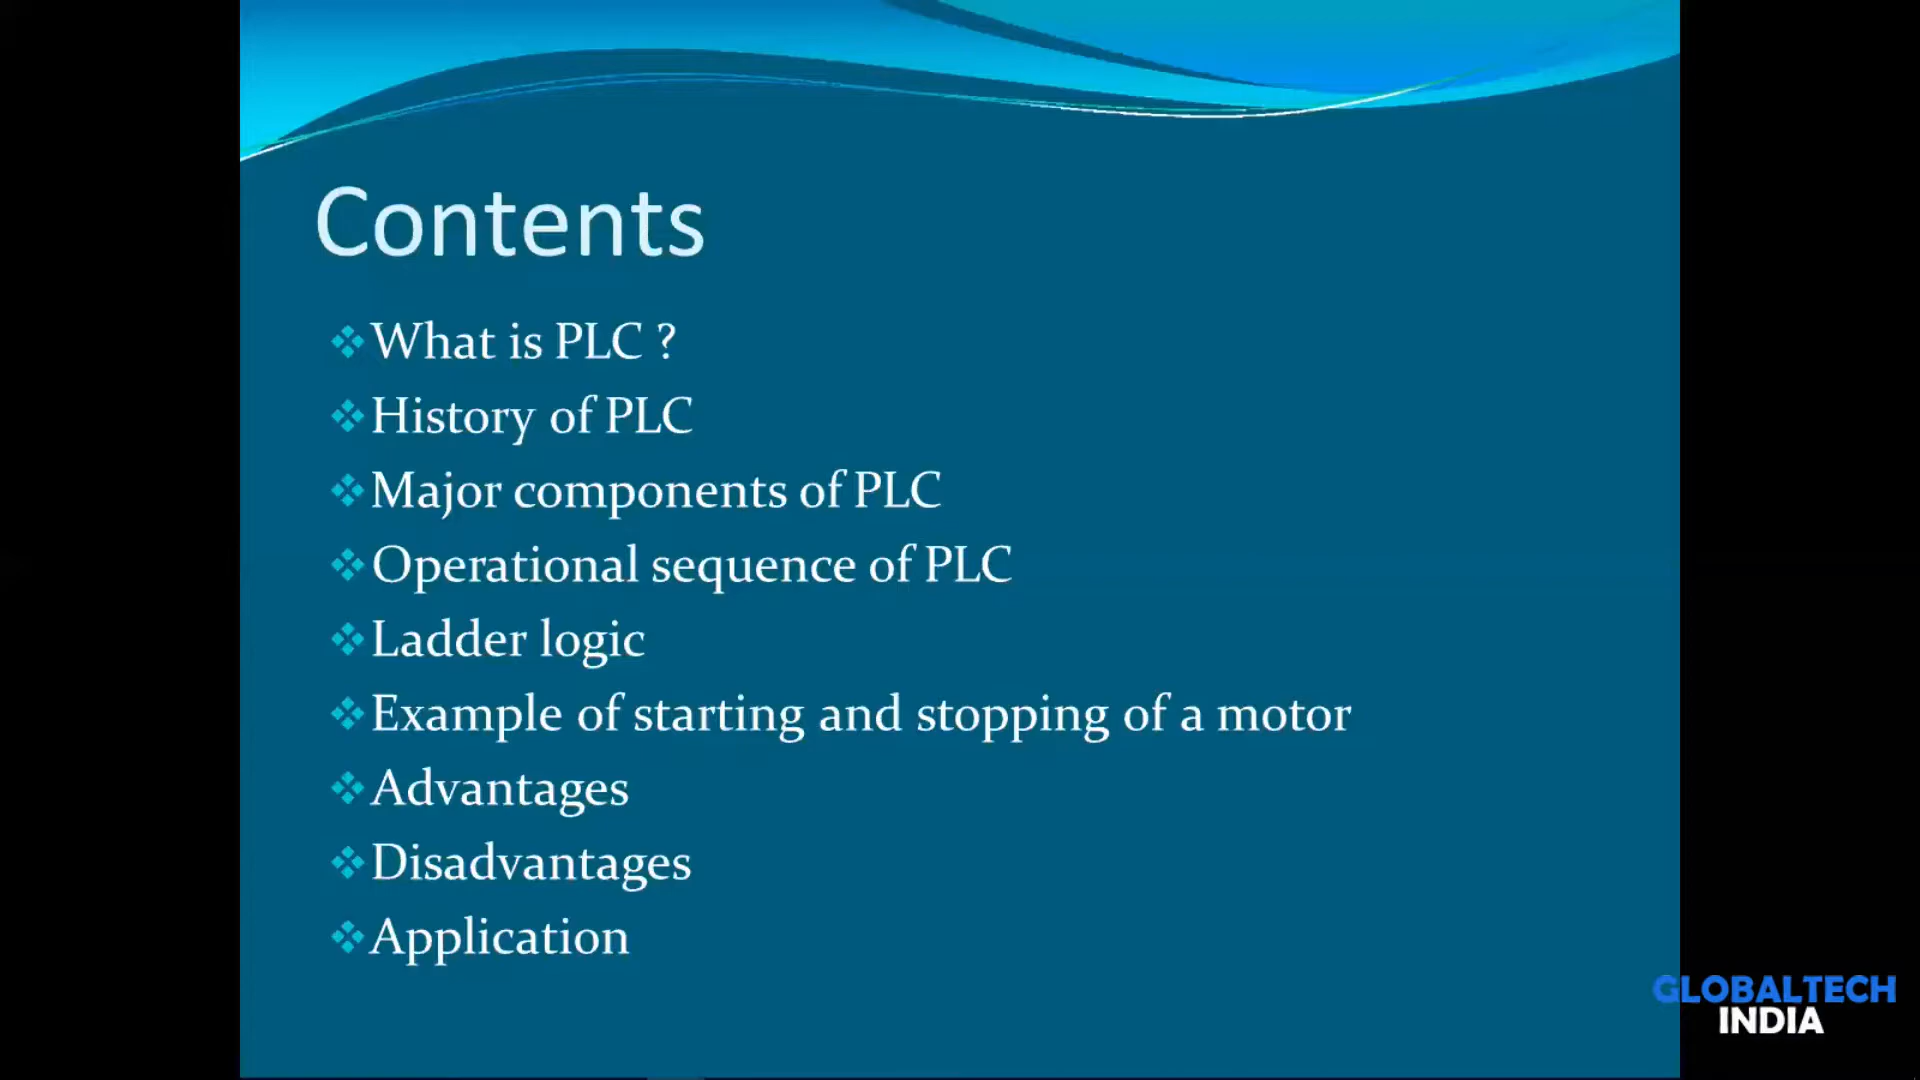 Contents
What is PLC ?
History of PLC
Major components of PLC
Operational sequence of PLC
Ladder logic
Example of starting and stopping of a motor
Advantages
Disadvantages
Application
GLOBALTECH
INDIA